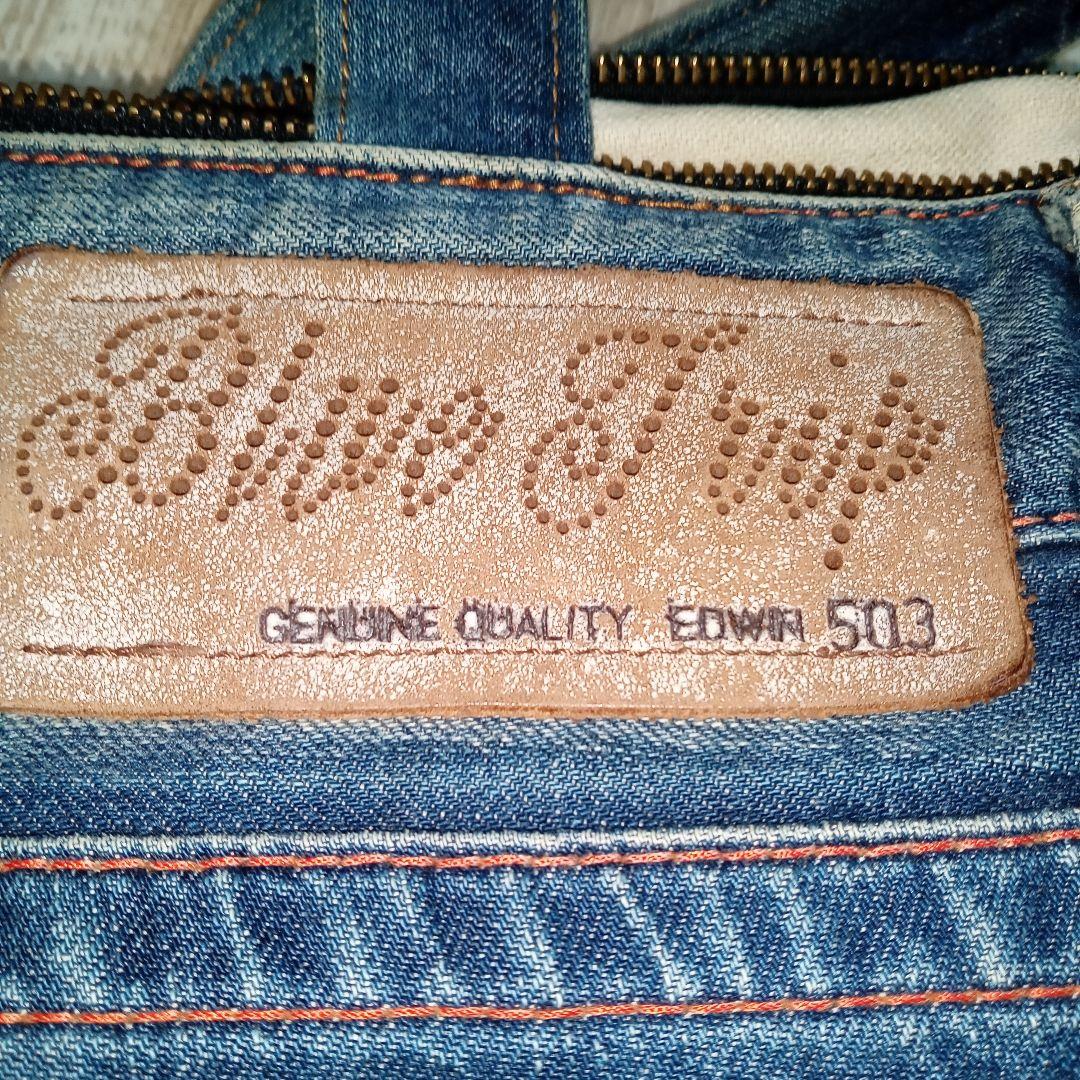 Blue Trip
GENUINE QUALITY EDWIN 503